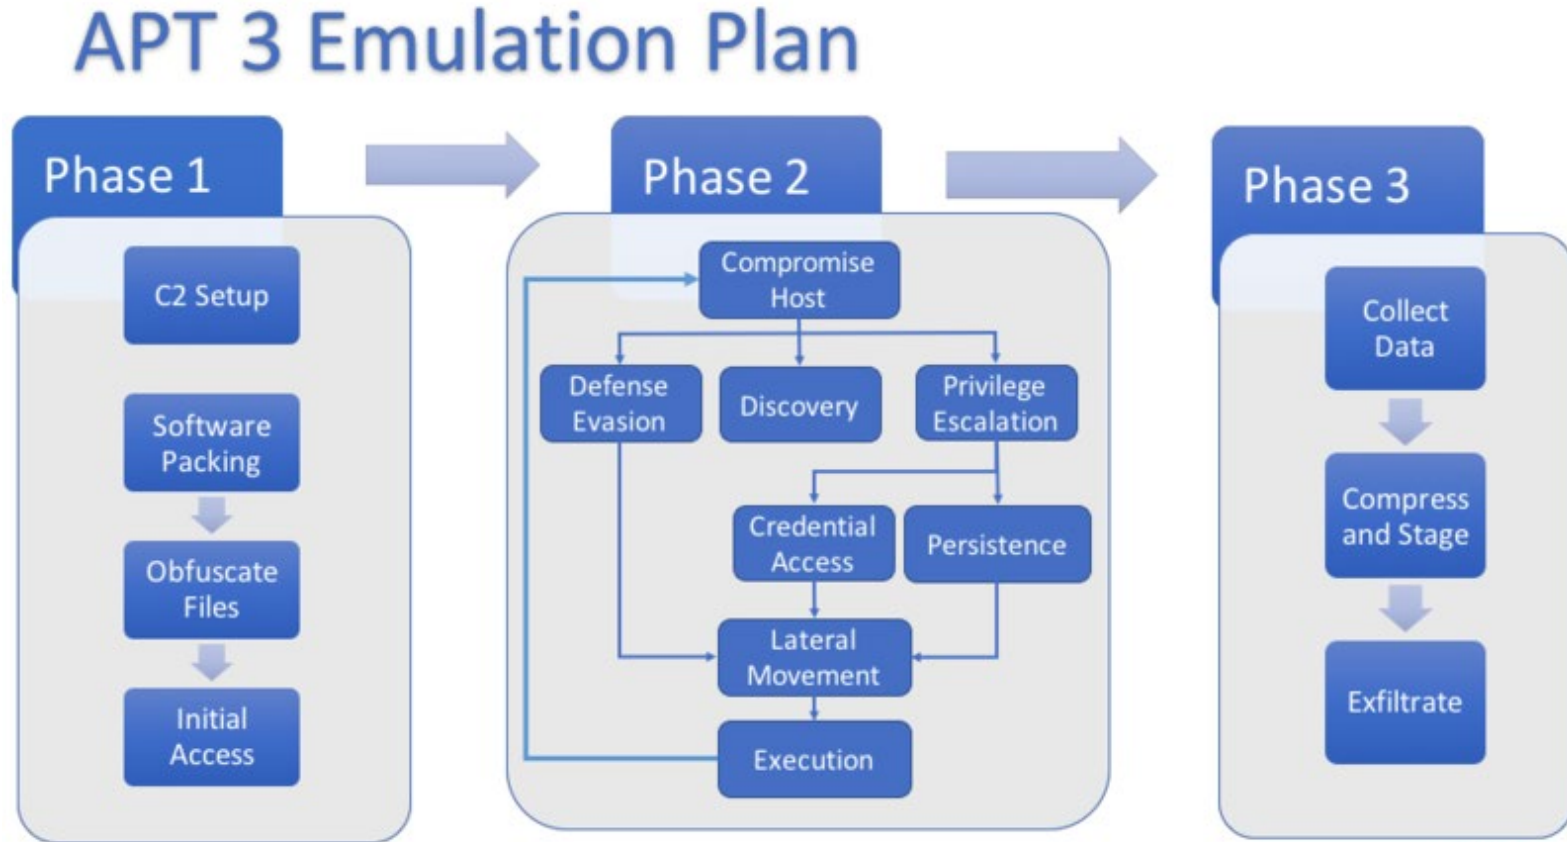 APT 3 Emulation Plan
Phase 1
C2 Setup
Software
Packing
Obfuscate
Files
Initial
Access
Phase 2
Compromise
Host
Defense
Evasion
Discovery
Privilege
Escalation
Credential
Access
Persistence
Lateral
Movement
Execution
Phase 3
Collect
Data
Compress
and Stage
Exfiltrate